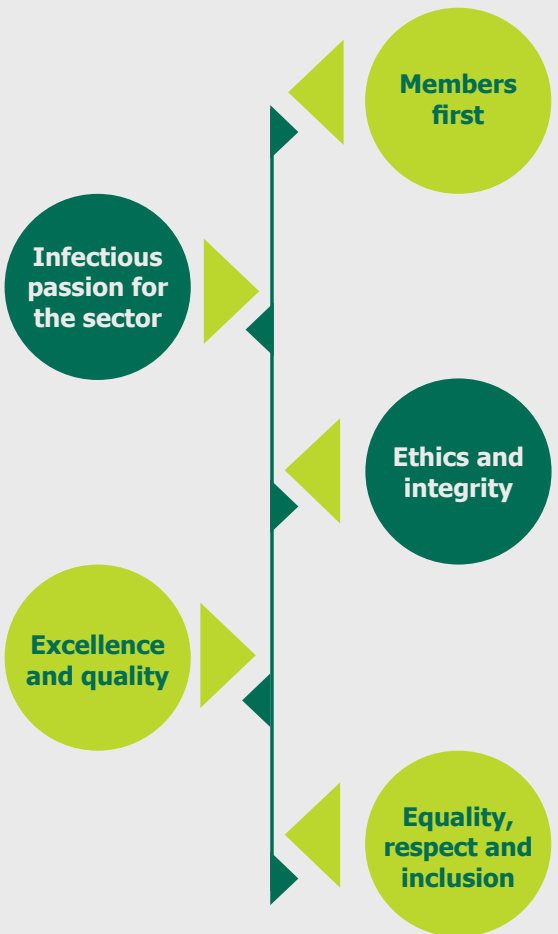 Members
first
Infectious
passion for
the sector
Ethics and
integrity
Excellence
and quality
Equality,
respect and
inclusion